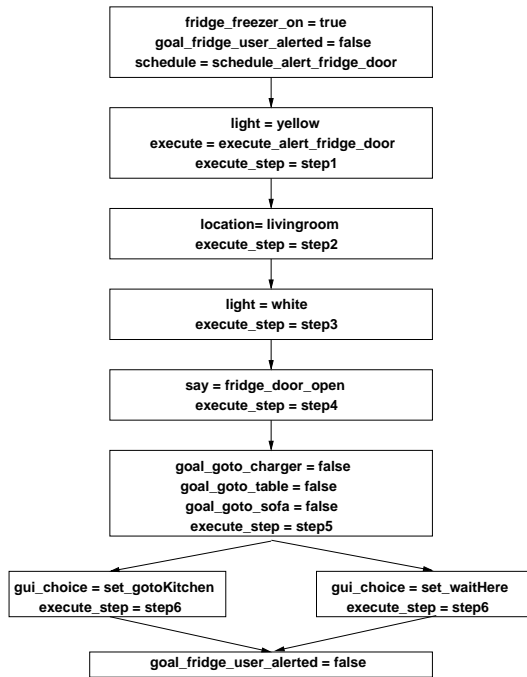 fridge_freezer_on = true
goal_fridge_user_alerted = false
schedule = schedule_alert_fridge_door
light = yellow
execute = execute_alert_fridge_door
execute_step = step1
location= livingroom
execute_step = step2
light = white
execute_step = step3
say = fridge_door_open
execute_step = step4
goal_goto_charger = false
goal_goto_table = false
goal_goto_sofa = false
execute_step = step5
gui_choice = set_gotoKitchen
execute_step = step6
gui_choice = set_waitHere
execute_step = step6
goal_fridge_user_alerted = false